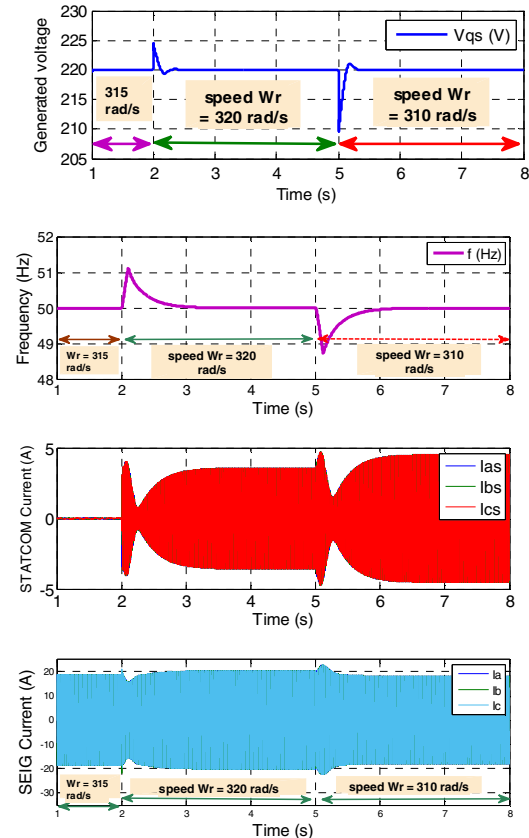 230
225
220
215
210
205
Generated voltage
Vqs (V)
315
rad/s
speed Wr
= 320 rad/s
speed Wr
= 310 rad/s
1 2 3 4 5 6 7 8
Time (s)
52
51
50
49
48
Frequency (Hz)
f (Hz)
Wr = 315
rad/s
speed Wr = 320
rad/s
speed Wr = 310
rad/s
1 2 3 4 5 6 7 8
Time (s)
5
0
-5
STATCOM Current (A)
Ias
Ibs
Ics
1 2 3 4 5 6 7 8
Time (s)
20
10
0
-10
-20
-30
SEIG Current (A)
Ia
Ib
Ic
Wr = 315
rad/s
speed Wr = 320 rad/s
speed Wr = 310 rad/s
1 2 3 4 5 6 7 8
Time (s)